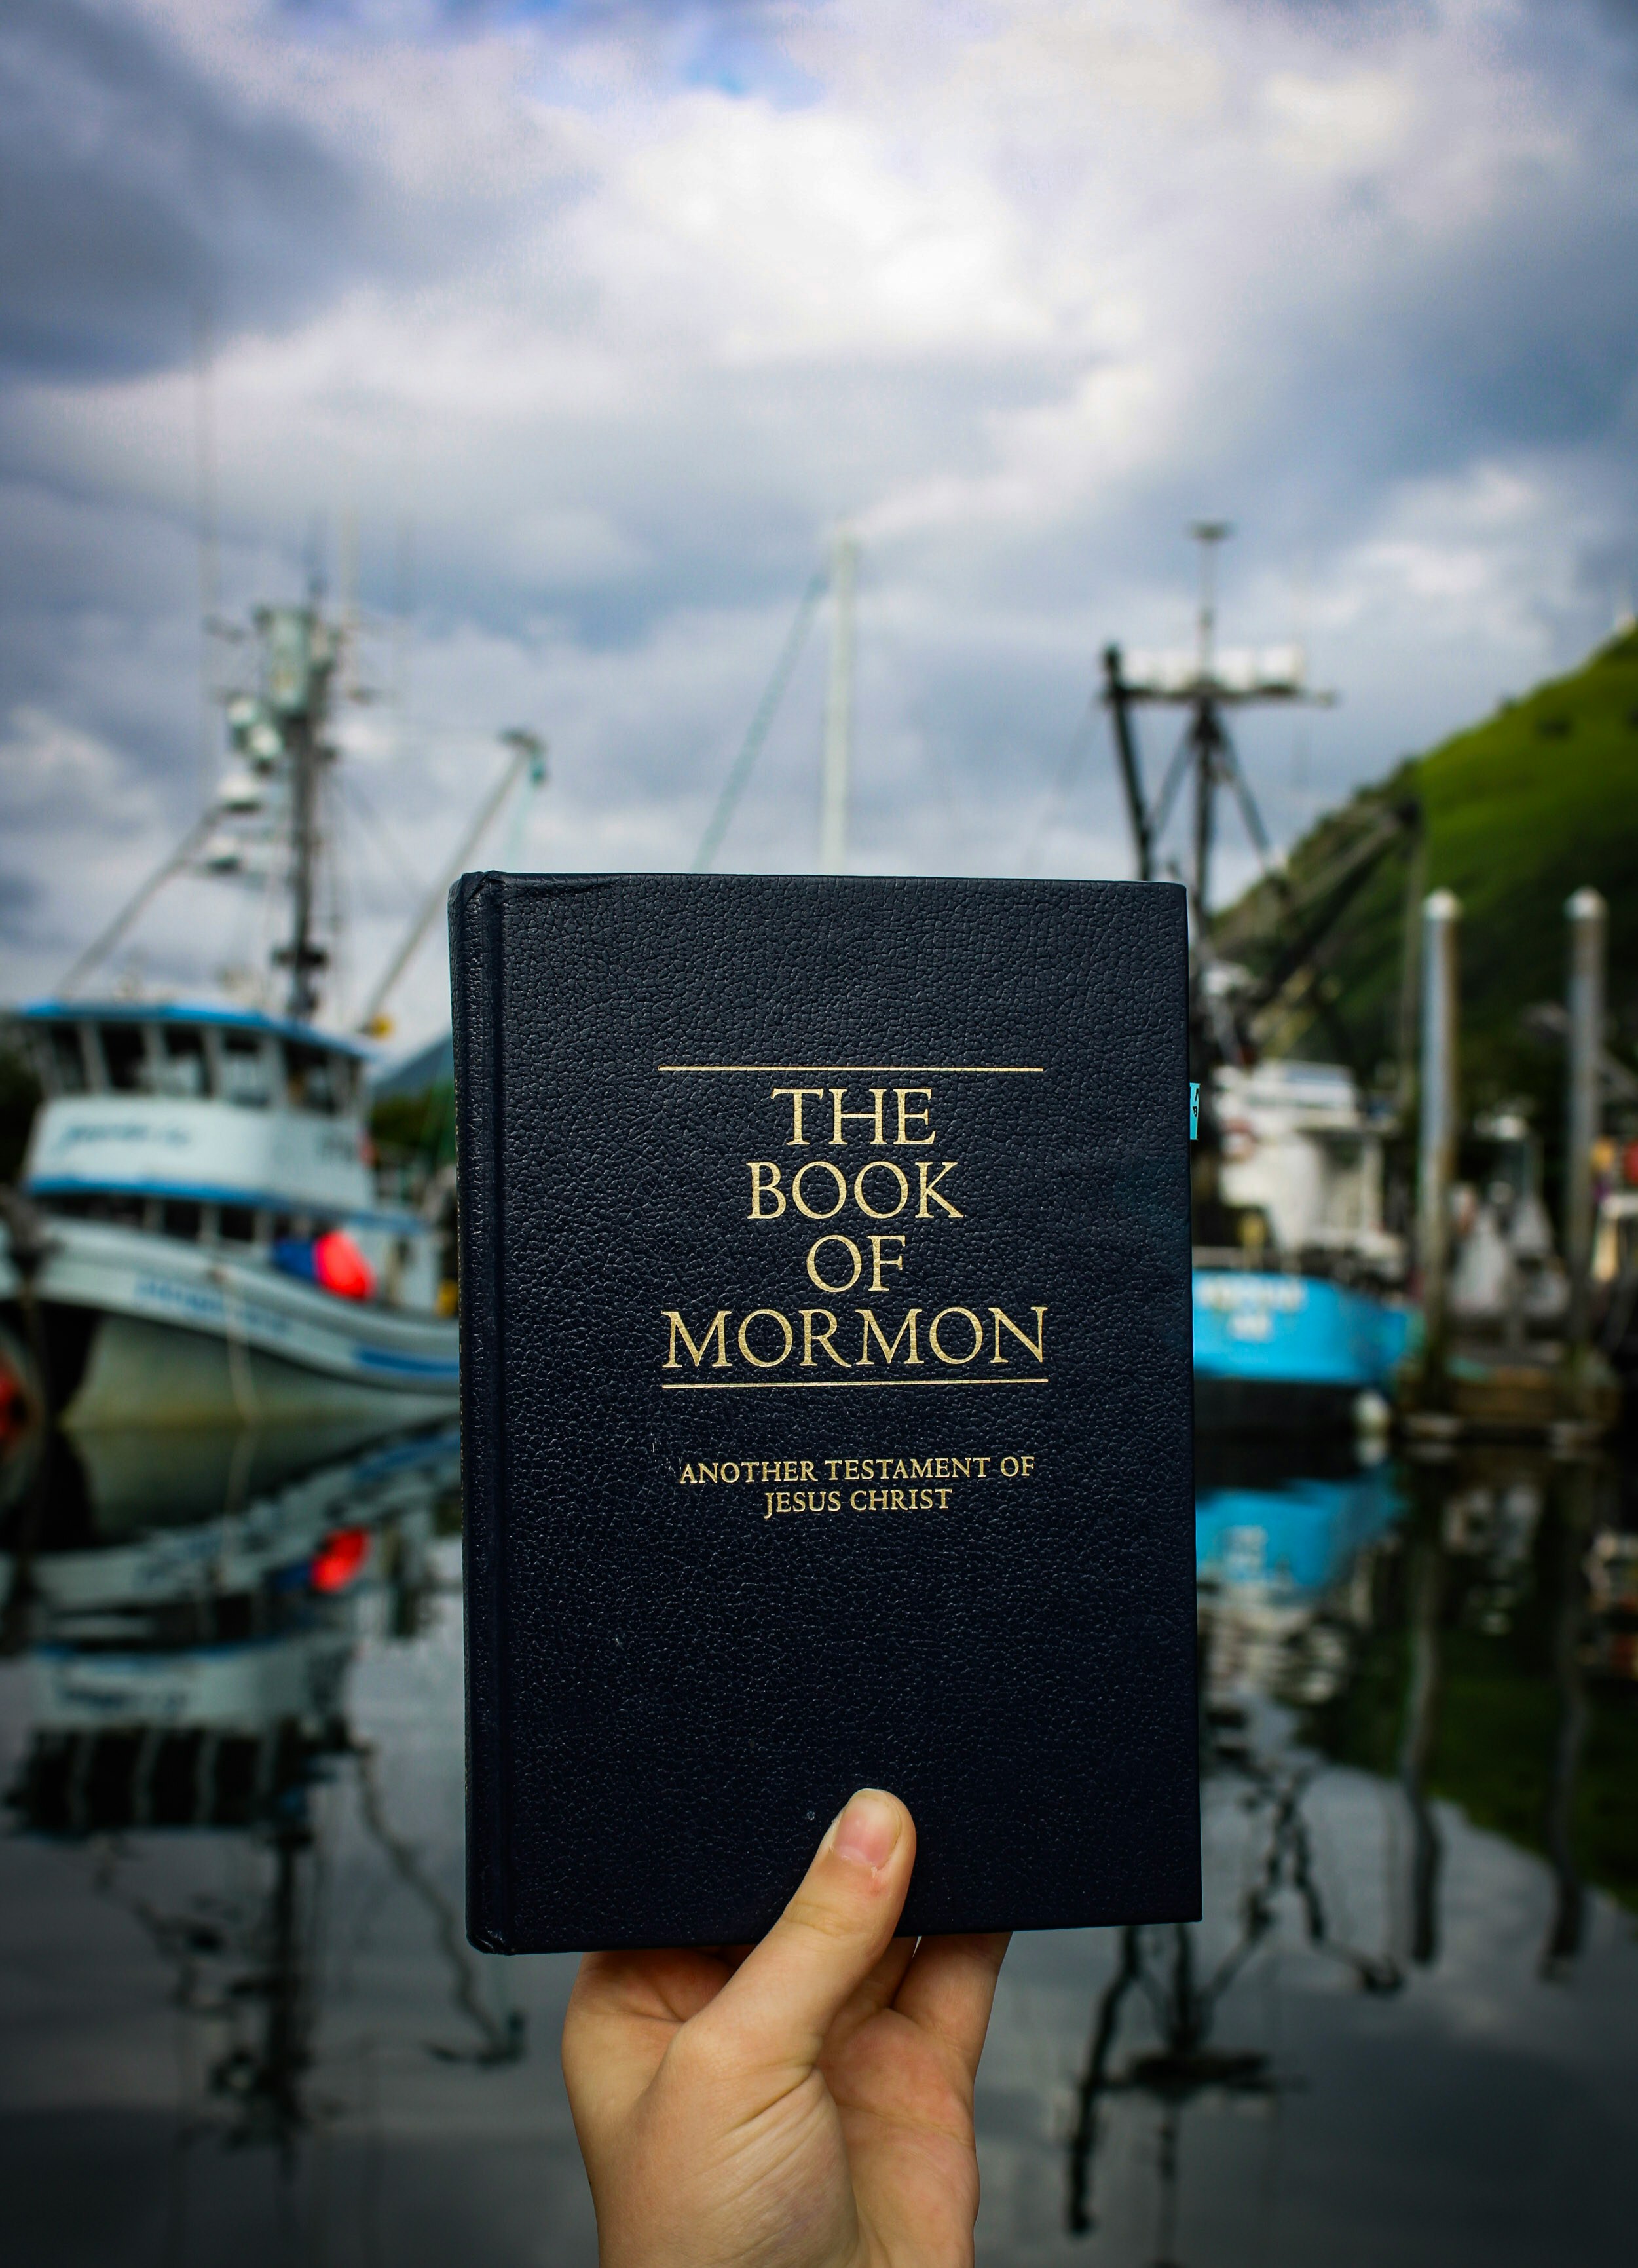 THE
BOOK
OF
MORMON
ANOTHER TESTAMENT OF
JESUS CHRIST